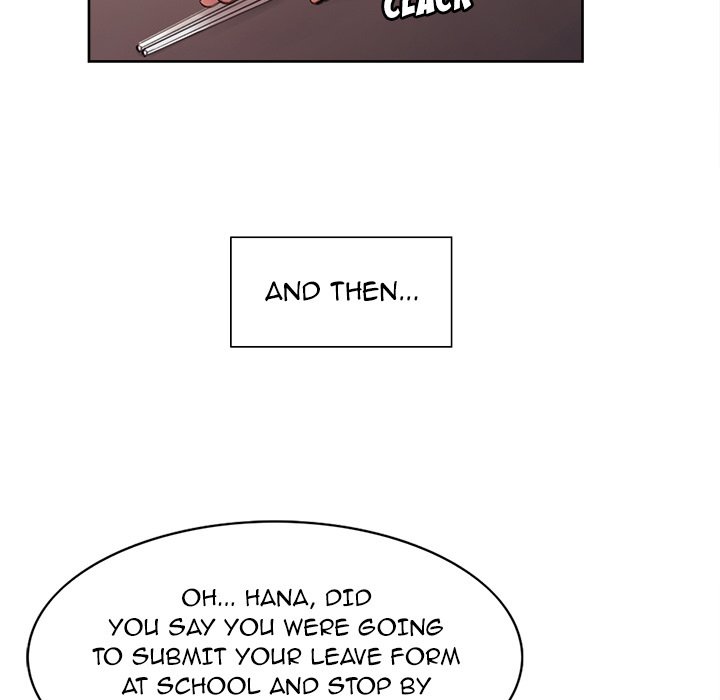 CLACK
AND THEN...
OH... HANA, DID
YOU SAY YOU WERE GOING
TO SUBMIT YOUR LEAVE FORM
AT SCHOOL AND STOP BY